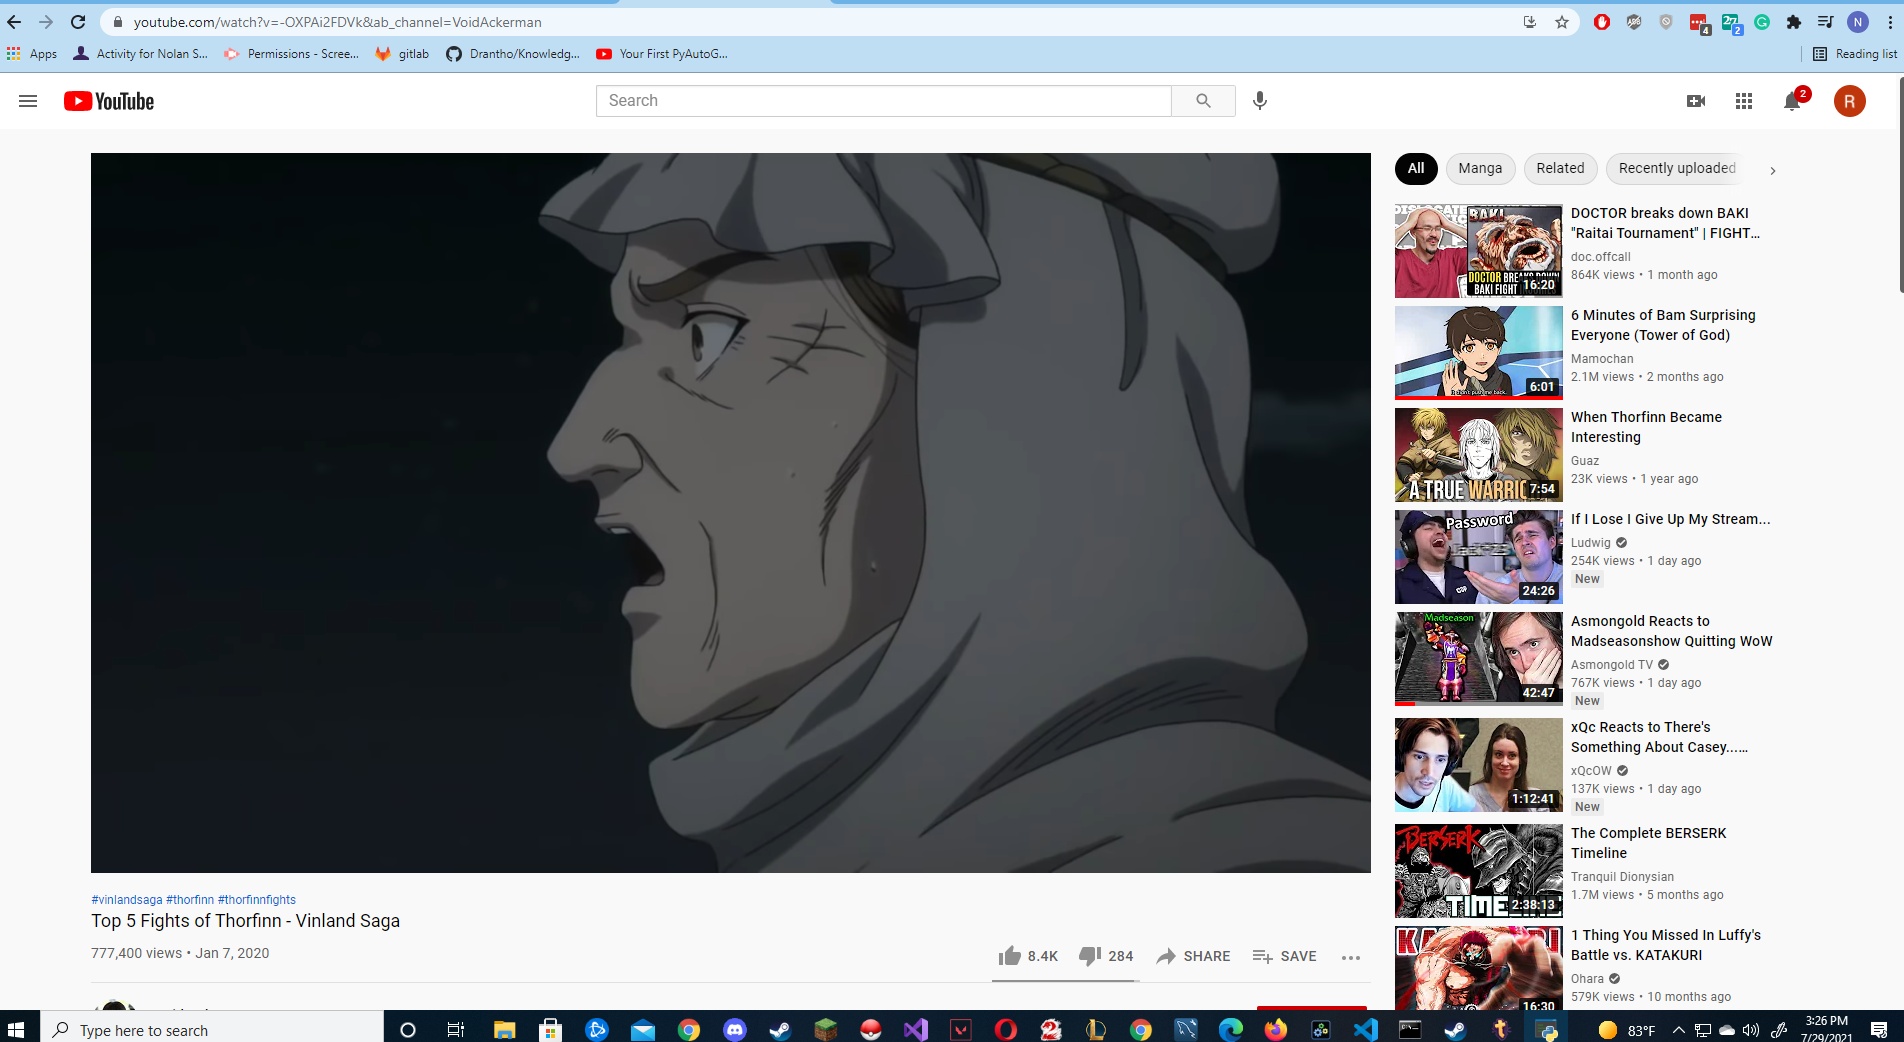 youtube.com/watch?v=-OXPAi2FDVk&ab_channel=VoidAckerman
4
2
N
Apps
Activity for Nolan S...
Permissions - Scree...
gitlab
Drantho/Knowledg...
Your First PyAutoG...
Reading list
YouTube
Search
2
R
All
Manga
Related
Recently uploaded
BAKI
DOCTOR BREAKS DOWN
BAKI FIGHT
16:20
DOCTOR breaks down BAKI
"Raitai Tournament" | FIGHT...
doc.offcall
864K views • 1 month ago
6:01
6 Minutes of Bam Surprising
Everyone (Tower of God)
Mamochan
2.1M views • 2 months ago
A TRUE WARRIO
7:54
When Thorfinn Became
Interesting
Guaz
23K views • 1 year ago
Password
24:26
If I Lose I Give Up My Stream...
Ludwig
254K views • 1 day ago
New
Madseason
42:47
Asmongold Reacts to
Madseasonshow Quitting WoW
Asmongold TV
767K views • 1 day ago
New
1:12:41
xQc Reacts to There's
Something About Casey......
xQcOW
137K views • 1 day ago
New
BERSERK
TIMELINE
2:38:13
The Complete BERSERK
Timeline
Tranquil Dionysian
1.7M views • 5 months ago
16:30
1 Thing You Missed In Luffy's
Battle vs. KATAKURI
Ohara
579K views • 10 months ago
#vinlandsaga #thorfinn #thorfinnfights
Top 5 Fights of Thorfinn - Vinland Saga
777,400 views • Jan 7, 2020
8.4K
284
SHARE
SAVE
Type here to search
83°F
3:26 PM
7/29/2021